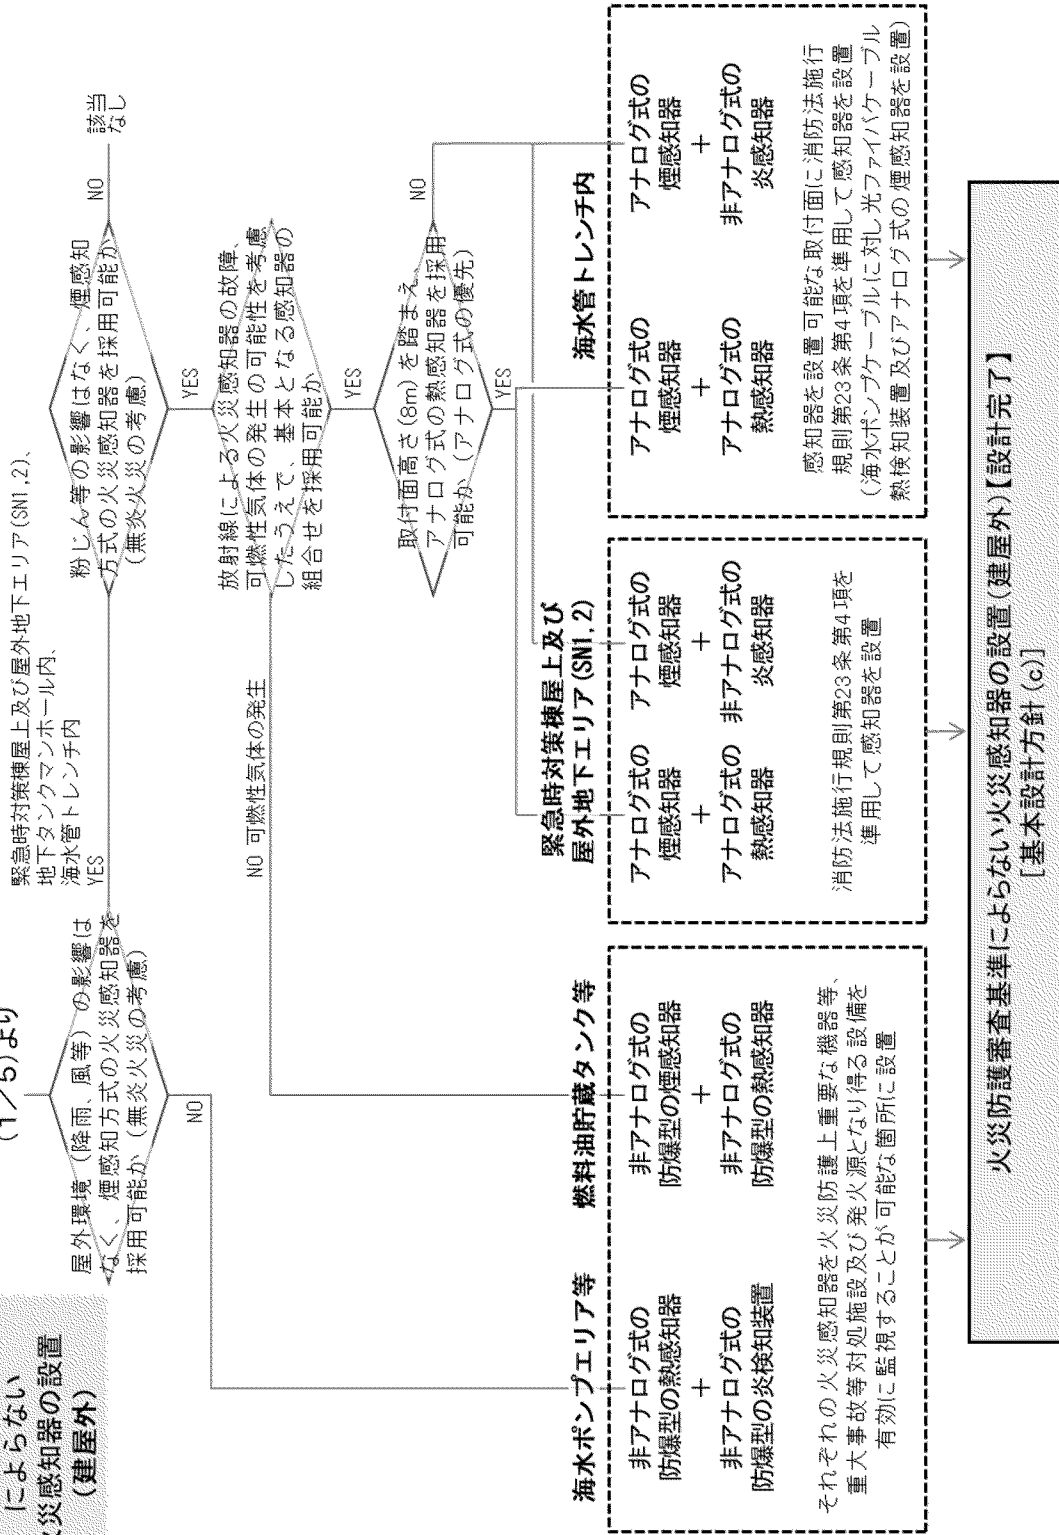 によらない
災感知器の設置
(建屋外)
(1/5)より
屋外環境(降雨、風等)の影響は
なく、煙感知方式の火災感知器を
採用可能か(無炎火災の考慮)
NO
緊急時対策棟屋上及び屋外地下エリア(SN1,2)、
地下タンクマンホール内、
海水管トレンチ内
YES
粉じん等の影響はなく、煙感知
方式の火災感知器を採用可能か
(無炎火災の考慮)
NO
該当
なし
YES
放射線による火災感知器の故障、
可燃性気体の発生の可能性を考慮
したうえで、基本となる感知器の
組合せを採用可能か
NO 可燃性気体の発生
YES
取付面高さ(8m)を踏まえ、
アナログ式の熱感知器を採用
可能か(アナログ式の優先)
NO
YES
海水ポンプエリア等
非アナログ式の
防爆型の熱感知器
+
非アナログ式の
防爆型の炎検知装置
燃料油貯蔵タンク等
非アナログ式の
防爆型の煙感知器
+
非アナログ式の
防爆型の熱感知器
それぞれの火災感知器を火災防護上重要な機器等、
重大事故等対処施設及び発火源となり得る設備を
有効に監視することが可能な箇所に設置
緊急時対策棟屋上及び
屋外地下エリア(SN1,2)
アナログ式の
煙感知器
+
アナログ式の
熱感知器
アナログ式の
煙感知器
+
非アナログ式の
炎感知器
消防法施行規則第23条第4項を
準用して感知器を設置
海水管トレンチ内
アナログ式の
煙感知器
+
アナログ式の
熱感知器
アナログ式の
煙感知器
+
非アナログ式の
炎感知器
感知器を設置可能な取付面に消防法施行
規則第23条第4項を準用して感知器を設置
(海水ポンプケーブルに対し光ファイバケーブル
熱検知装置及びアナログ式の煙感知器を設置)
火災防護審査基準によらない火災感知器の設置(建屋外)【設計完了】
[基本設計方針(c)]